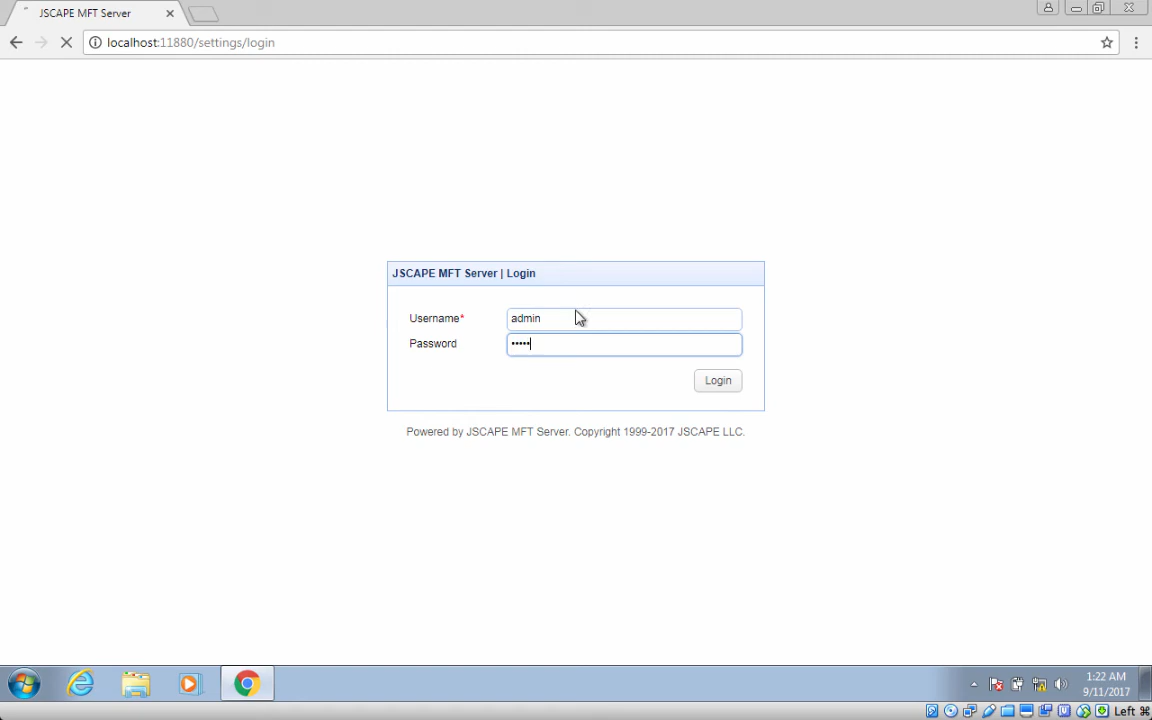 JSCAPE MFT Server
localhost:11880/settings/login
JSCAPE MFT Server | Login
Username* admin
Password •••••
Login
Powered by JSCAPE MFT Server. Copyright 1999-2017 JSCAPE LLC.
1:22 AM
9/11/2017
Left ⌘